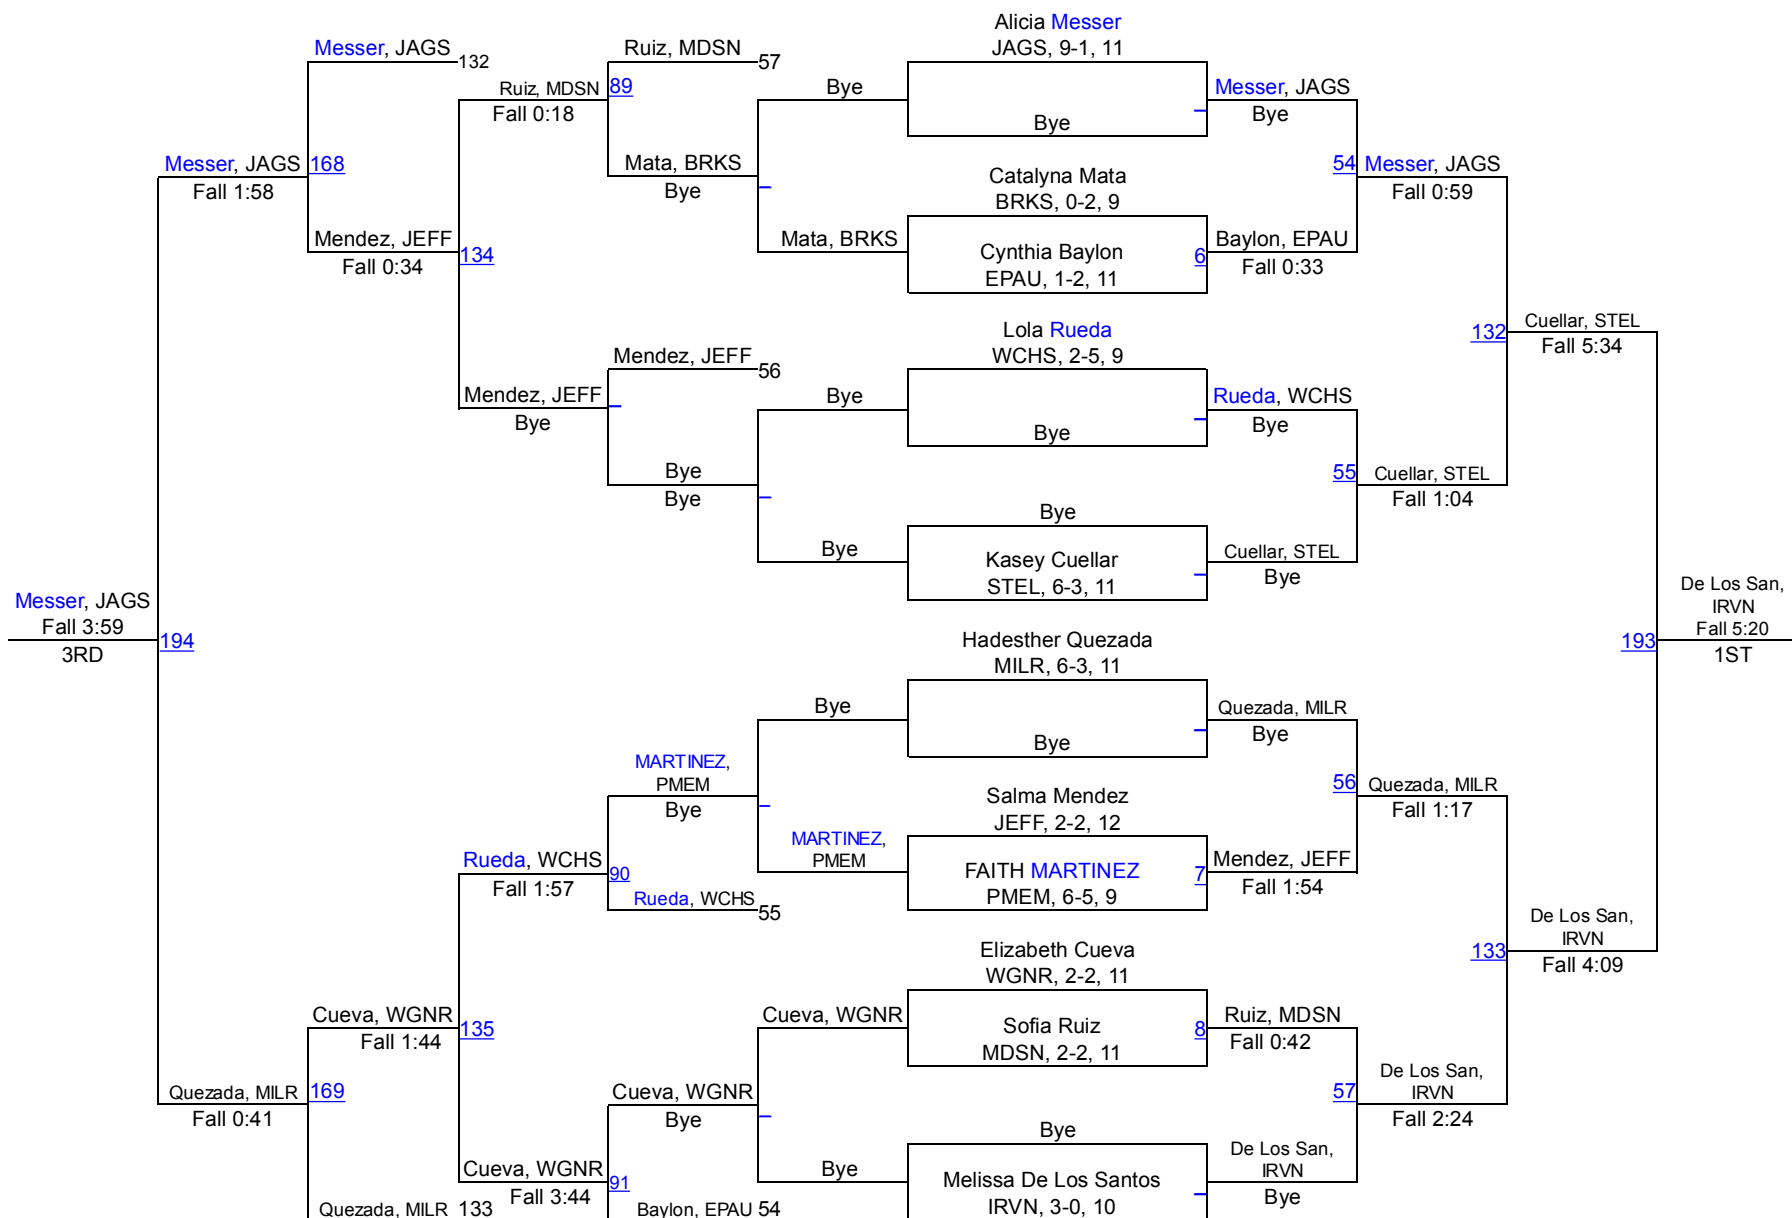 Alicia Messer
Messer, JAGS
132
Ruiz, MDSN
57
JAGS, 9-1, 11
Ruiz, MDSN
89
Fall 0:18
Bye
Messer, JAGS
Bye
Bye
Messer, JAGS
168
Fall 1:58
Mata, BRKS
Bye
Catalyna Mata
BRKS, 0-2, 9
54
Messer, JAGS
Fall 0:59
Mendez, JEFF
Fall 0:34
134
Mata, BRKS
Cynthia Baylon
EPAU, 1-2, 11
6
Baylon, EPAU
Fall 0:33
Lola Rueda
WCHS, 2-5, 9
132
Cuellar, STEL
Fall 5:34
Mendez, JEFF
56
Mendez, JEFF
Bye
Bye
Bye
Rueda, WCHS
Bye
Bye
Bye
55
Cuellar, STEL
Fall 1:04
Bye
Bye
Kasey Cuellar
STEL, 6-3, 11
Cuellar, STEL
Bye
Messer, JAGS
Fall 3:59
3RD
194
Hadesther Quezada
MILR, 6-3, 11
193
De Los San,
IRVN
Fall 5:20
1ST
Bye
Bye
Quezada, MILR
Bye
MARTINEZ,
PMEM
Bye
Salma Mendez
JEFF, 2-2, 12
56
Quezada, MILR
Fall 1:17
MARTINEZ,
PMEM
FAITH MARTINEZ
PMEM, 6-5, 9
7
Mendez, JEFF
Fall 1:54
Rueda, WCHS
Fall 1:57
90
Rueda, WCHS
55
Elizabeth Cueva
WGNR, 2-2, 11
133
De Los San,
IRVN
Fall 4:09
Cueva, WGNR
Fall 1:44
135
Cueva, WGNR
Sofia Ruiz
MDSN, 2-2, 11
8
Ruiz, MDSN
Fall 0:42
Quezada, MILR
Fall 0:41
169
Cueva, WGNR
Bye
57
De Los San,
IRVN
Fall 2:24
Bye
Cueva, WGNR
Fall 3:44
91
Bye
Melissa De Los Santos
IRVN, 3-0, 10
De Los San,
IRVN
Bye
Quezada, MILR 133
Baylon, EPAU 54